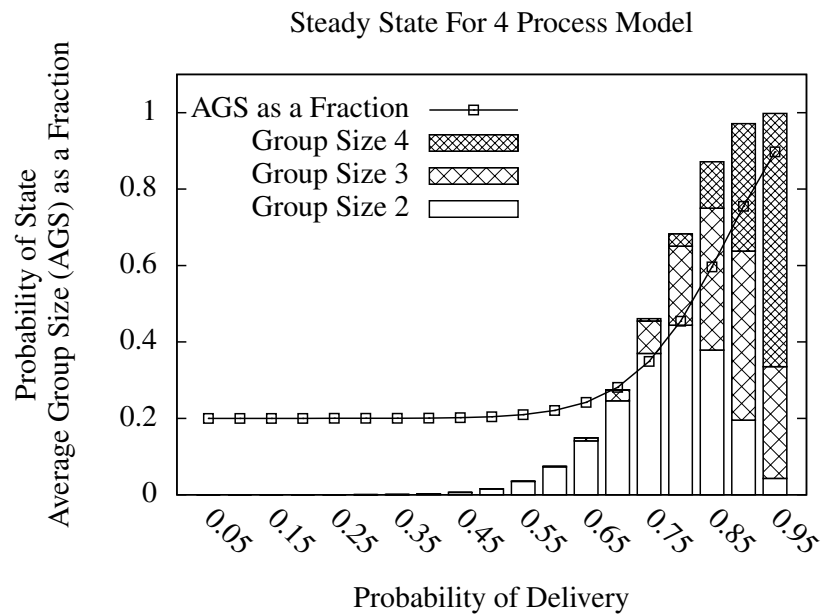 Steady State For 4 Process Model
Probability of State
Average Group Size (AGS) as a Fraction
1
0.8
0.6
0.4
0.2
0
AGS as a Fraction
Group Size 4
Group Size 3
Group Size 2
0.05
0.15
0.25
0.35
0.45
0.55
0.65
0.75
0.85
0.95
Probability of Delivery